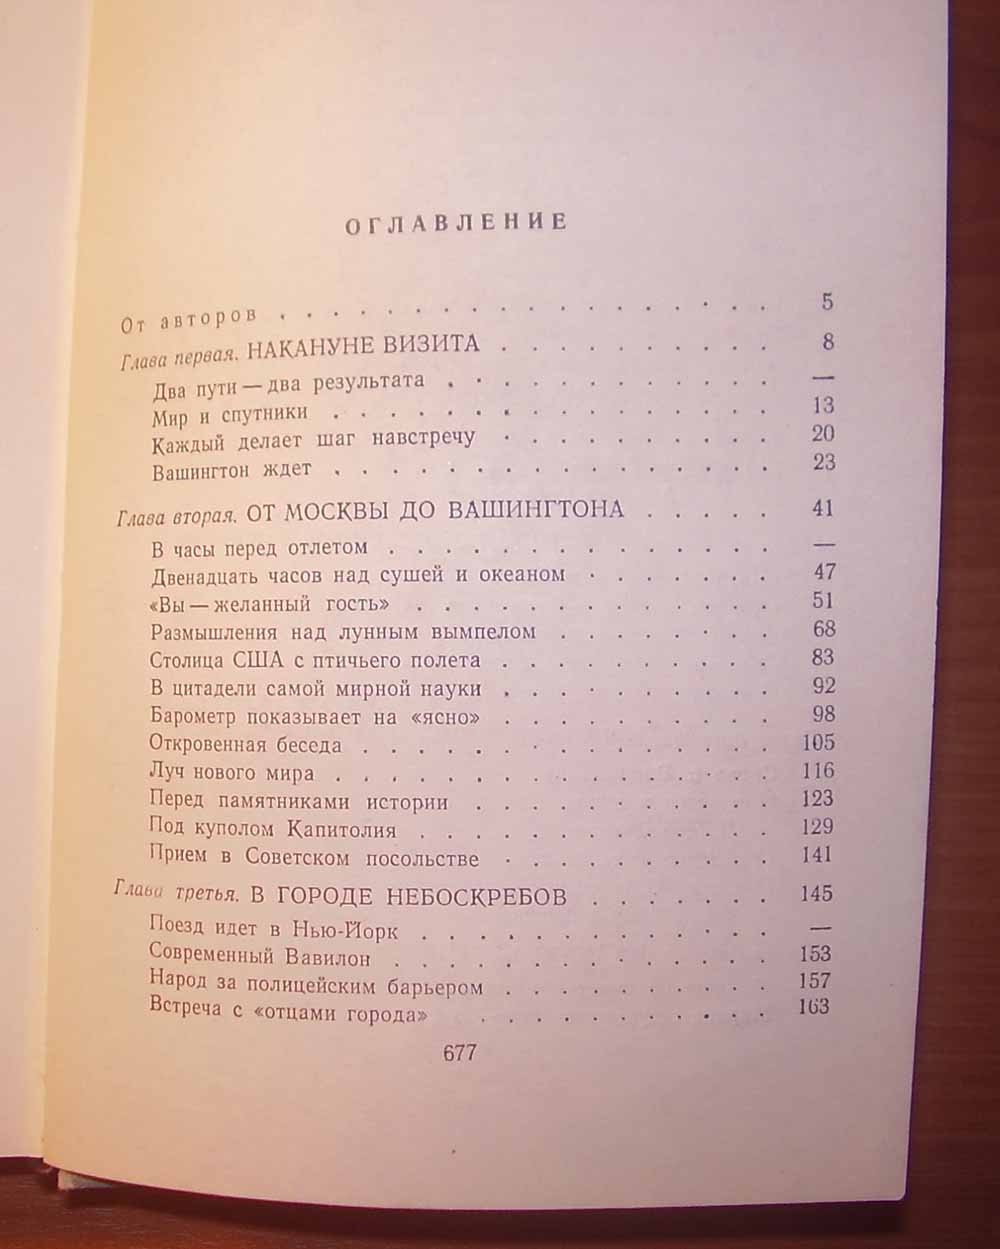 ОГЛАВЛЕНИЕ
От авторов . . . . . . . . . . . . . . . . . . 5
Глава первая. НАКАНУНЕ ВИЗИТА . . . . . . . . . . 8
Два пути — два результата . . . . . . . . . . . . —
Мир и спутники . . . . . . . . . . . . . . . . 13
Каждый делает шаг навстречу . . . . . . . . . . 20
Вашингтон ждет . . . . . . . . . . . . . . . . 23
Глава вторая. ОТ МОСКВЫ ДО ВАШИНГТОНА . . . . . 41
В часы перед отлетом . . . . . . . . . . . . . . —
Двенадцать часов над сушей и океаном . . . . . . . 47
«Вы — желанный гость» . . . . . . . . . . . . . 51
Размышления над лунным вымпелом . . . . . . . . 68
Столица США с птичьего полета . . . . . . . . . . 83
В цитадели самой мирной науки . . . . . . . . . . 92
Барометр показывает на «ясно» . . . . . . . . . . 98
Откровенная беседа . . . . . . . . . . . . . . . 105
Луч нового мира . . . . . . . . . . . . . . . . 116
Перед памятниками истории . . . . . . . . . . . 123
Под куполом Капитолия . . . . . . . . . . . . . 129
Прием в Советском посольстве . . . . . . . . . . 141
Глава третья. В ГОРОДЕ НЕБОСКРЕБОВ . . . . . . . 145
Поезд идет в Нью-Йорк . . . . . . . . . . . . . —
Современный Вавилон . . . . . . . . . . . . . . 153
Народ за полицейским барьером . . . . . . . . . . 157
Встреча с «отцами города» . . . . . . . . . . . 163
677